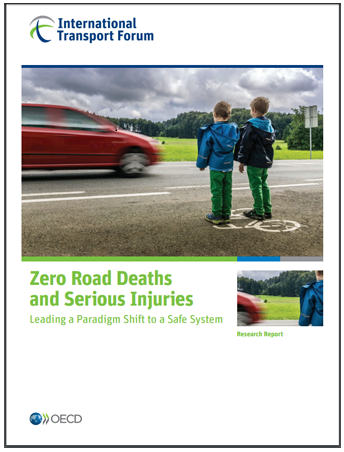 International
Transport Forum
Zero Road Deaths
and Serious Injuries
Leading a Paradigm Shift to a Safe System
Research Report
OECD